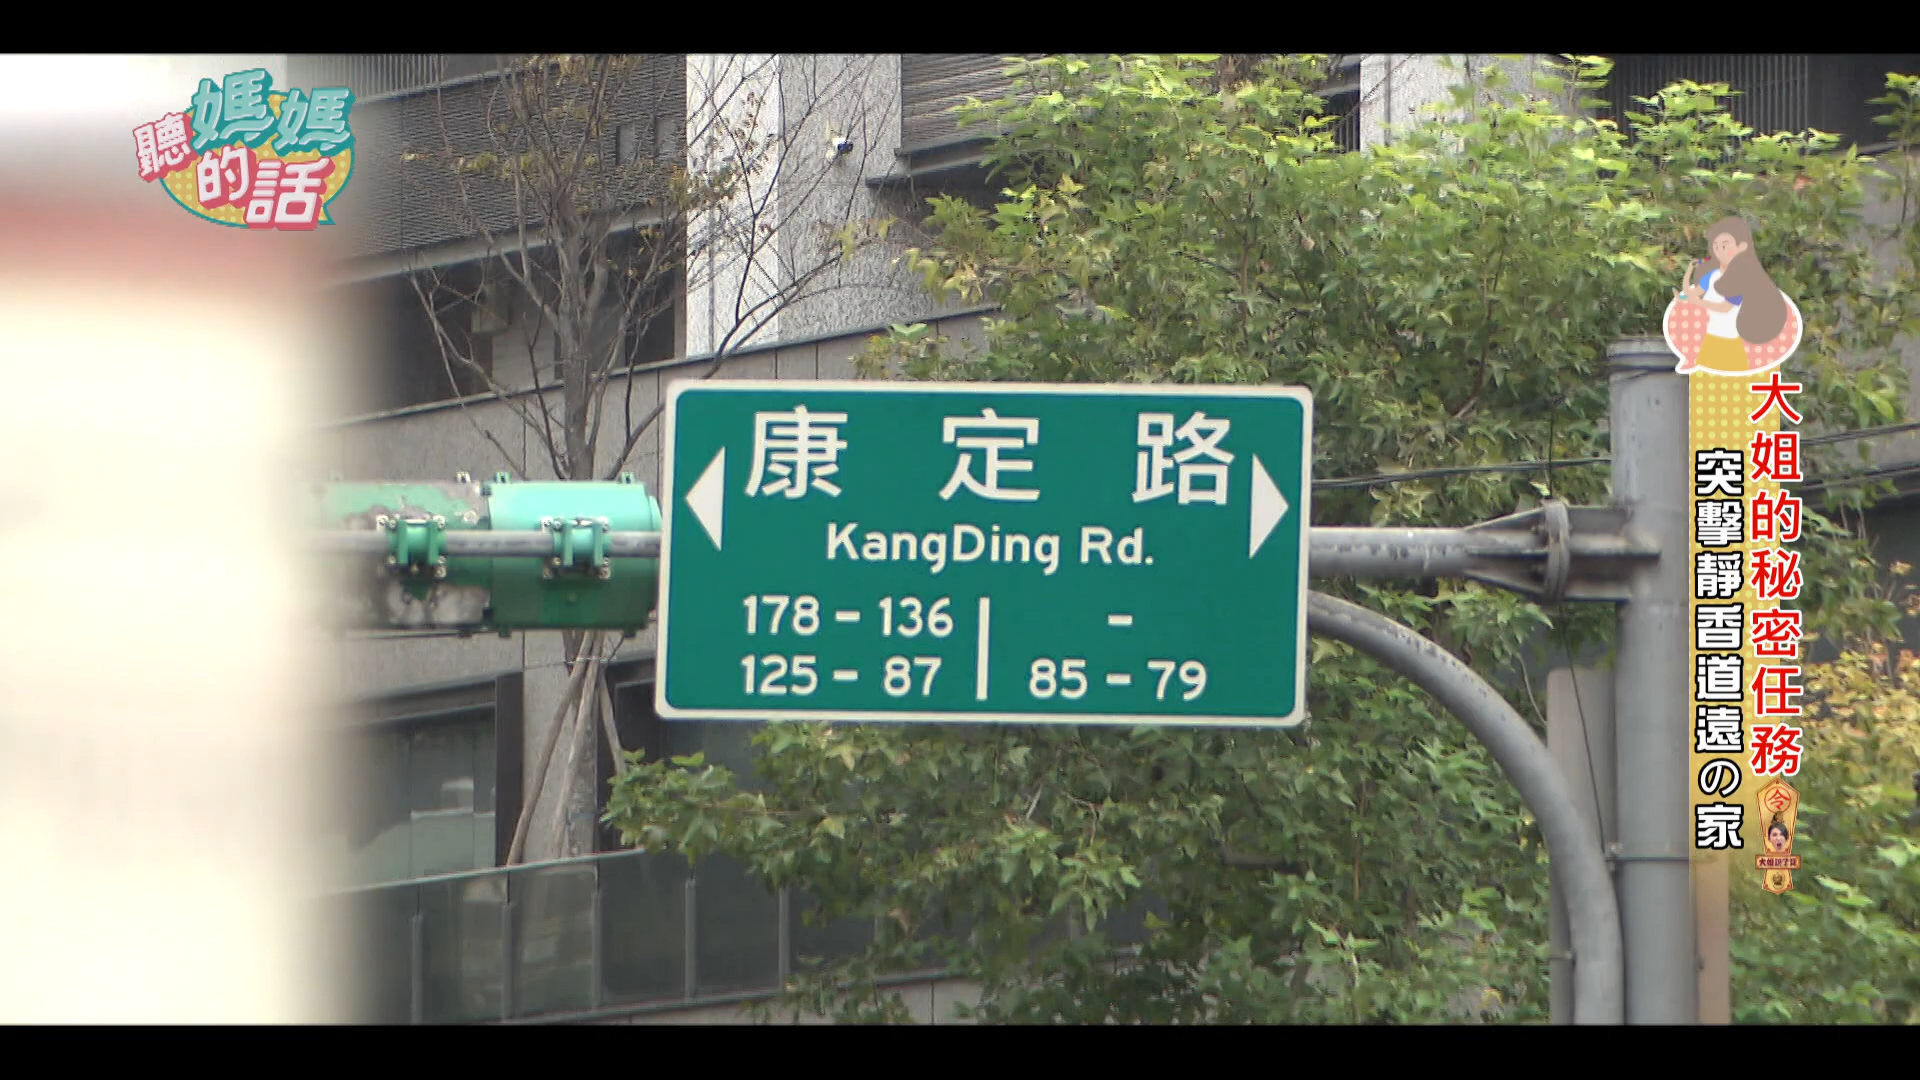 聽媽媽
的話
康定路
KangDing Rd.
178 - 136 | -
125 - 87 | 85 - 79
大姐的秘密任務
突擊靜香道遠の家
令